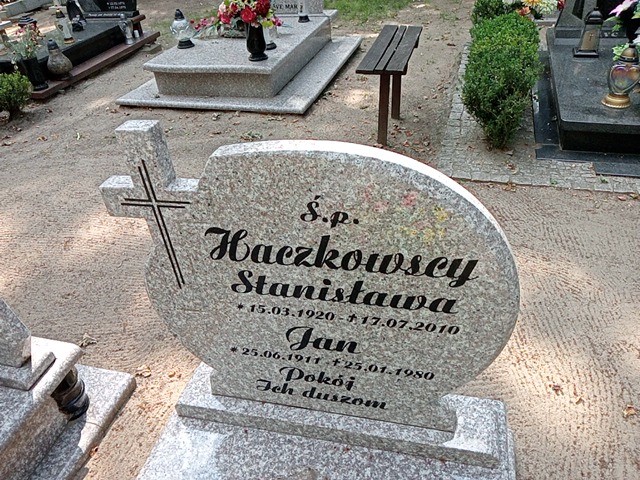 Ś.p.
Haczkowscy
Stanisława
*15.03.1920 - ✝17.07.2010
Jan
*25.06.1911 ✝25.01.1980
Pokój
Ich duszom